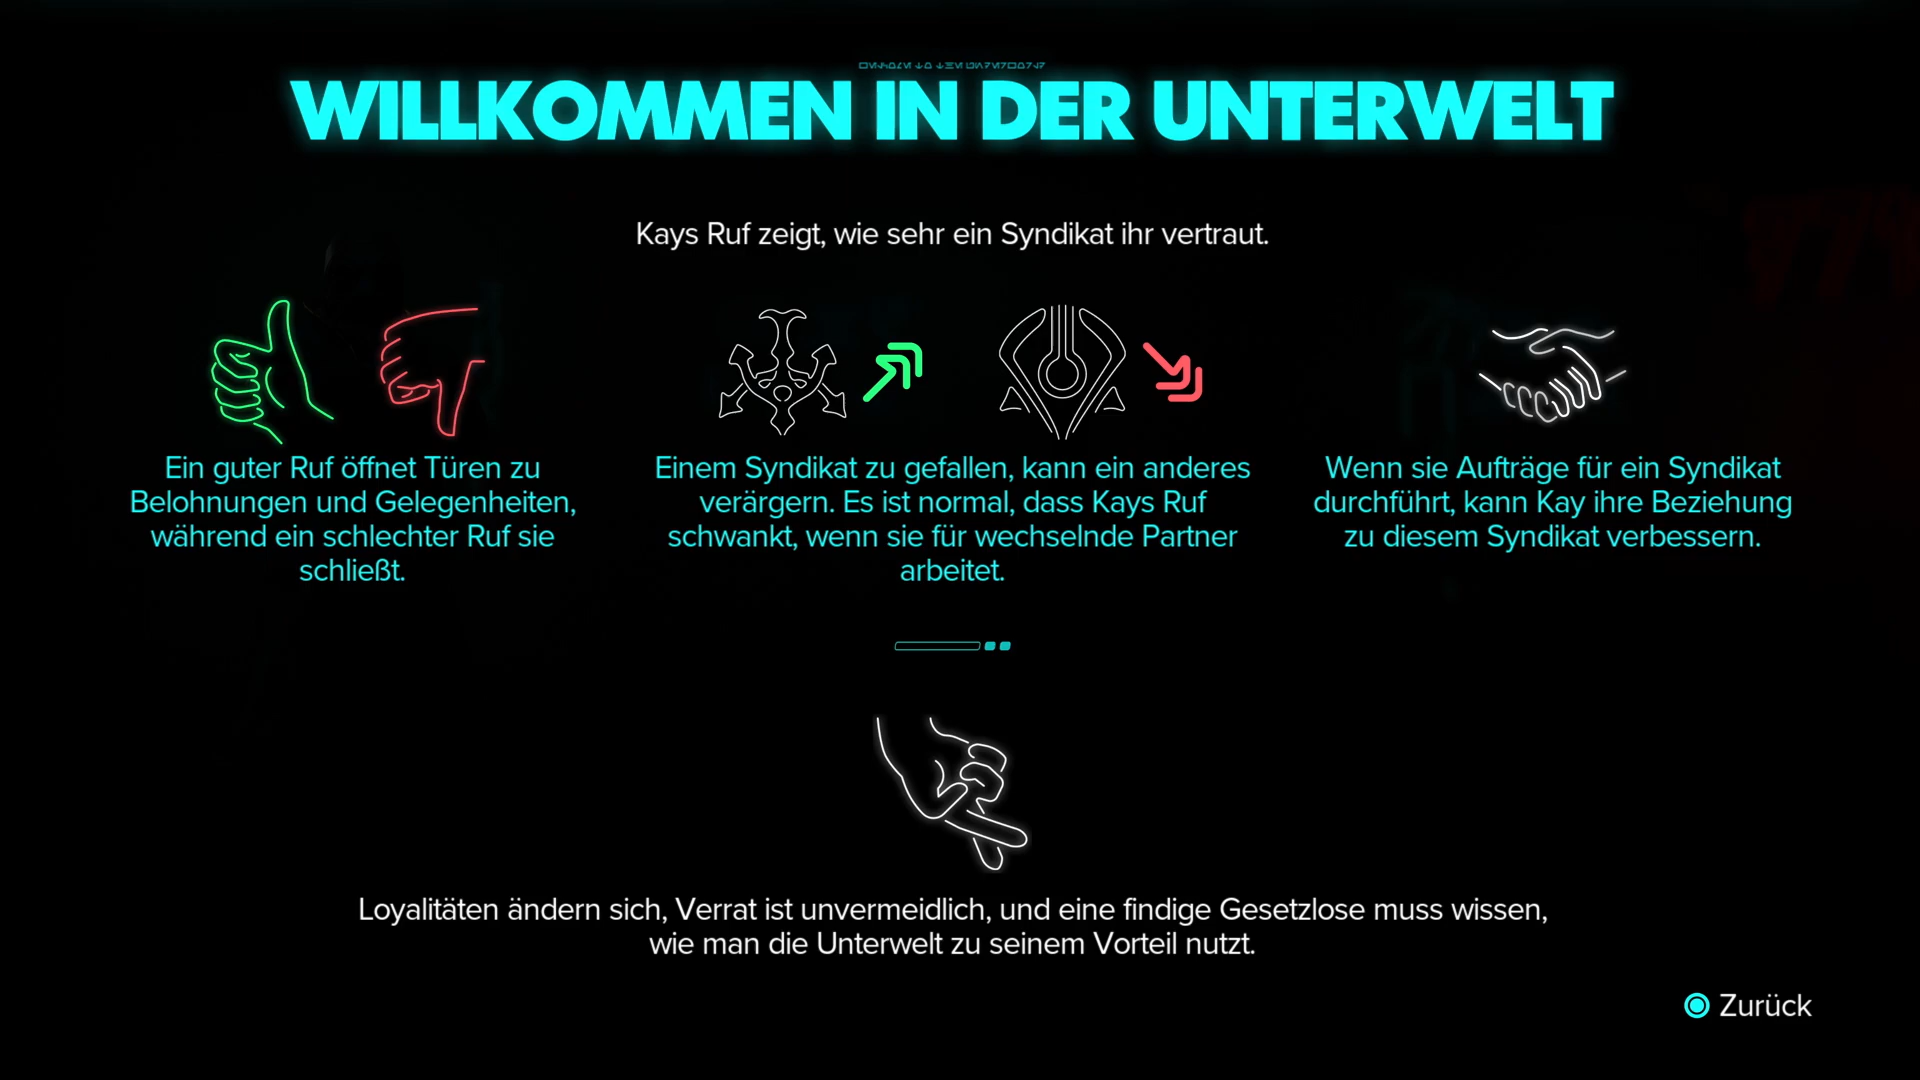 WILLKOMMEN IN DER UNTERWELT
Kays Ruf zeigt, wie sehr ein Syndikat ihr vertraut.
Ein guter Ruf öffnet Türen zu
Belohnungen und Gelegenheiten,
während ein schlechter Ruf sie
schließt.
Einem Syndikat zu gefallen, kann ein anderes
verärgern. Es ist normal, dass Kays Ruf
schwankt, wenn sie für wechselnde Partner
arbeitet.
Wenn sie Aufträge für ein Syndikat
durchführt, kann Kay ihre Beziehung
zu diesem Syndikat verbessern.
Loyalitäten ändern sich, Verrat ist unvermeidlich, und eine findige Gesetzlose muss wissen,
wie man die Unterwelt zu seinem Vorteil nutzt.
Zurück